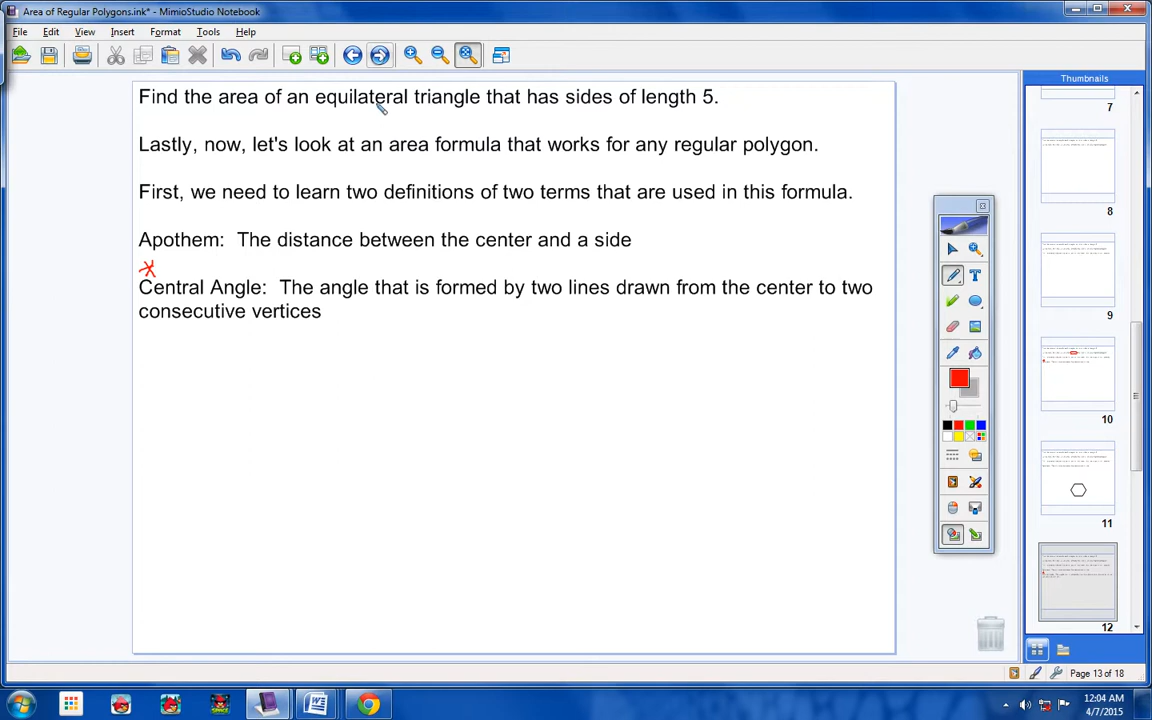 Area of Regular Polygons.ink* - MimioStudio Notebook
File Edit View Insert Format Tools Help
Thumbnails
Find the area of an equilateral triangle that has sides of length 5.
Lastly, now, let's look at an area formula that works for any regular polygon.
First, we need to learn two definitions of two terms that are used in this formula.
Apothem: The distance between the center and a side
Central Angle: The angle that is formed by two lines drawn from the center to two
consecutive vertices
7
8
9
10
11
12
Page 13 of 18
12:04 AM
4/7/2015